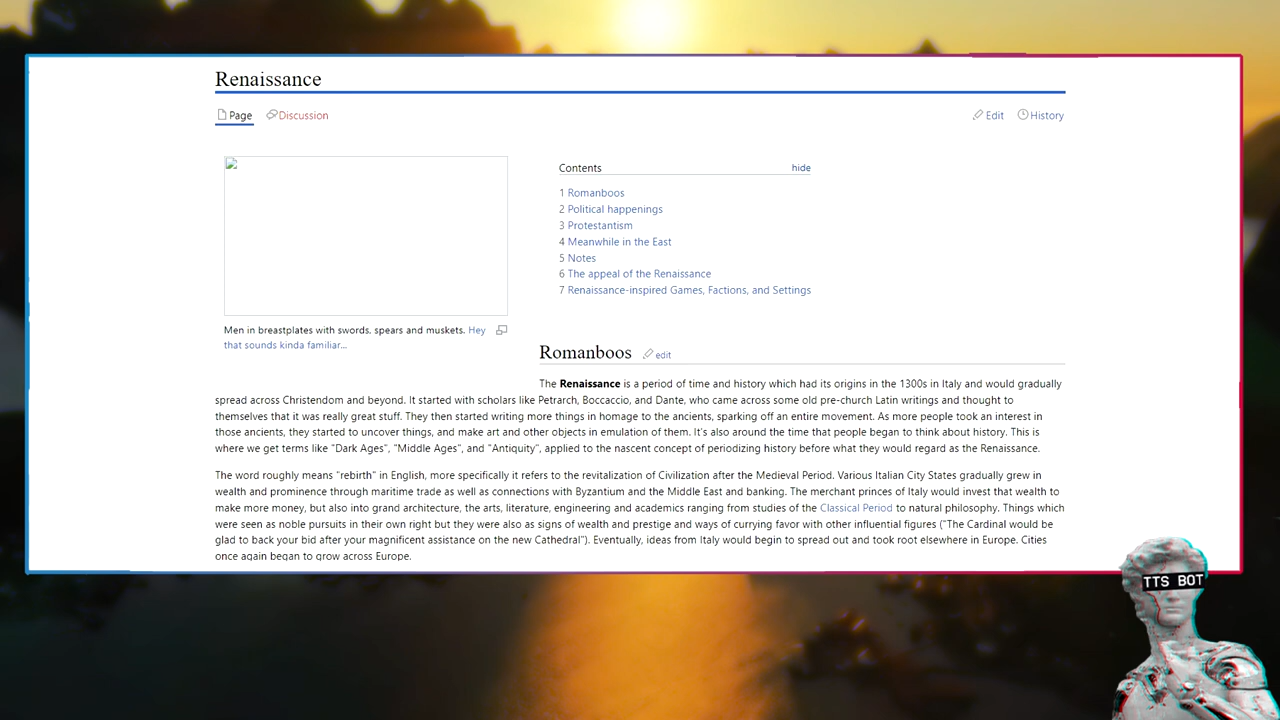 Renaissance
Page
Discussion
Edit
History
Men in breastplates with swords, spears and muskets. Hey
that sounds kinda familiar...
Contents
hide
1 Romanboos
2 Political happenings
3 Protestantism
4 Meanwhile in the East
5 Notes
6 The appeal of the Renaissance
7 Renaissance-inspired Games, Factions, and Settings
Romanboos
edit
The Renaissance is a period of time and history which had its origins in the 1300s in Italy and would gradually
spread across Christendom and beyond. It started with scholars like Petrarch, Boccaccio, and Dante, who came across some old pre-church Latin writings and thought to
themselves that it was really great stuff. They then started writing more things in homage to the ancients, sparking off an entire movement. As more people took an interest in
those ancients, they started to uncover things, and make art and other objects in emulation of them. It's also around the time that people began to think about history. This is
where we get terms like "Dark Ages", "Middle Ages", and "Antiquity", applied to the nascent concept of periodizing history before what they would regard as the Renaissance.
The word roughly means "rebirth" in English, more specifically it refers to the revitalization of Civilization after the Medieval Period. Various Italian City States gradually grew in
wealth and prominence through maritime trade as well as connections with Byzantium and the Middle East and banking. The merchant princes of Italy would invest that wealth to
make more money, but also into grand architecture, the arts, literature, engineering and academics ranging from studies of the Classical Period to natural philosophy. Things which
were seen as noble pursuits in their own right but they were also as signs of wealth and prestige and ways of currying favor with other influential figures ("The Cardinal would be
glad to back your bid after your magnificent assistance on the new Cathedral"). Eventually, ideas from Italy would begin to spread out and took root elsewhere in Europe. Cities
once again began to grow across Europe.
TTS BOT